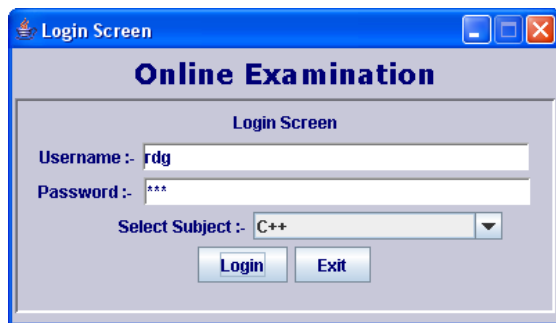 Login Screen
Online Examination
Login Screen
Username :- rdg
Password :- ***
Select Subject :- C++
Login Exit